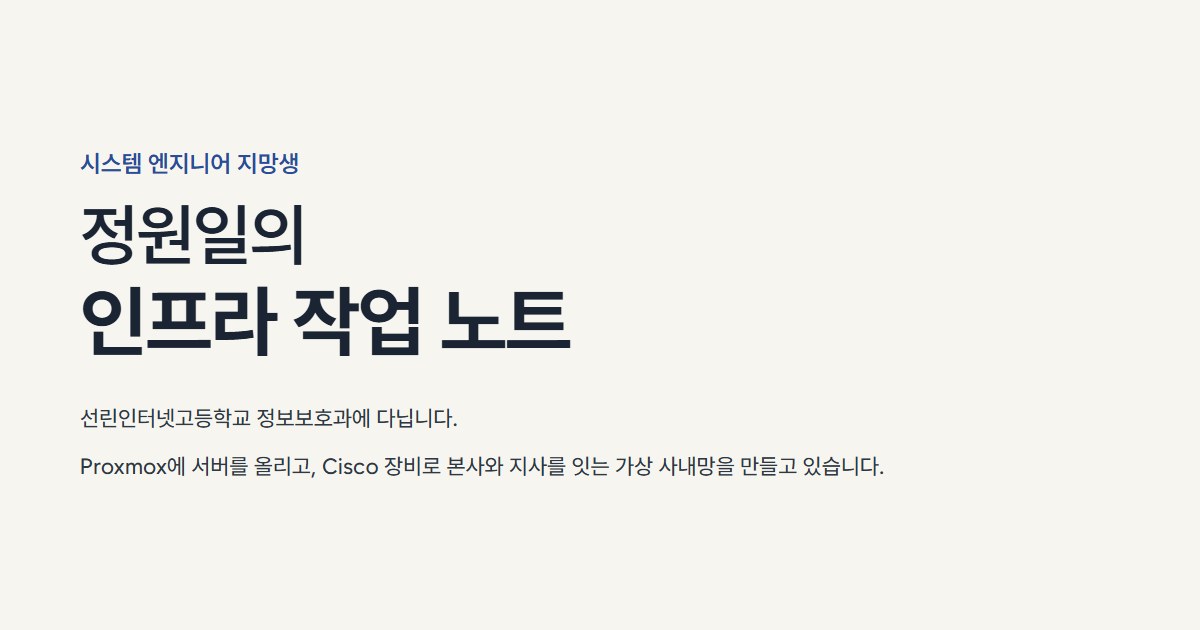 시스템 엔지니어 지망생
정원일의
인프라 작업 노트
선린인터넷고등학교 정보보호과에 다닙니다.
Proxmox에 서버를 올리고, Cisco 장비로 본사와 지사를 잇는 가상 사내망을 만들고 있습니다.